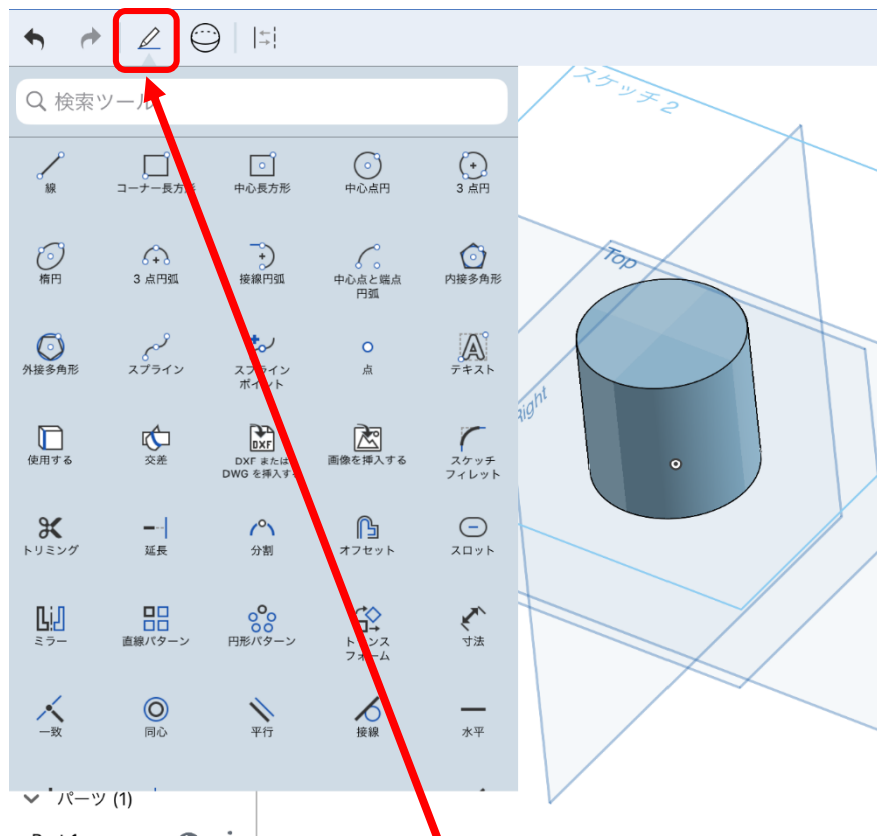 検索ツール
線
コーナー長方形
中心長方形
中心点円
3 点円
楕円
3 点円弧
接線円弧
中心点と端点
円弧
内接多角形
外接多角形
スプライン
スプライン
ポイント
点
テキスト
使用する
交差
DXF
DXF または
DWG を挿入する
画像を挿入する
スケッチ
フィレット
トリミング
延長
分割
オフセット
スロット
ミラー
直線パターン
円形パターン
トランス
フォーム
寸法
一致
同心
平行
接線
水平
パーツ (1)
スケッチ 2
Top
Right